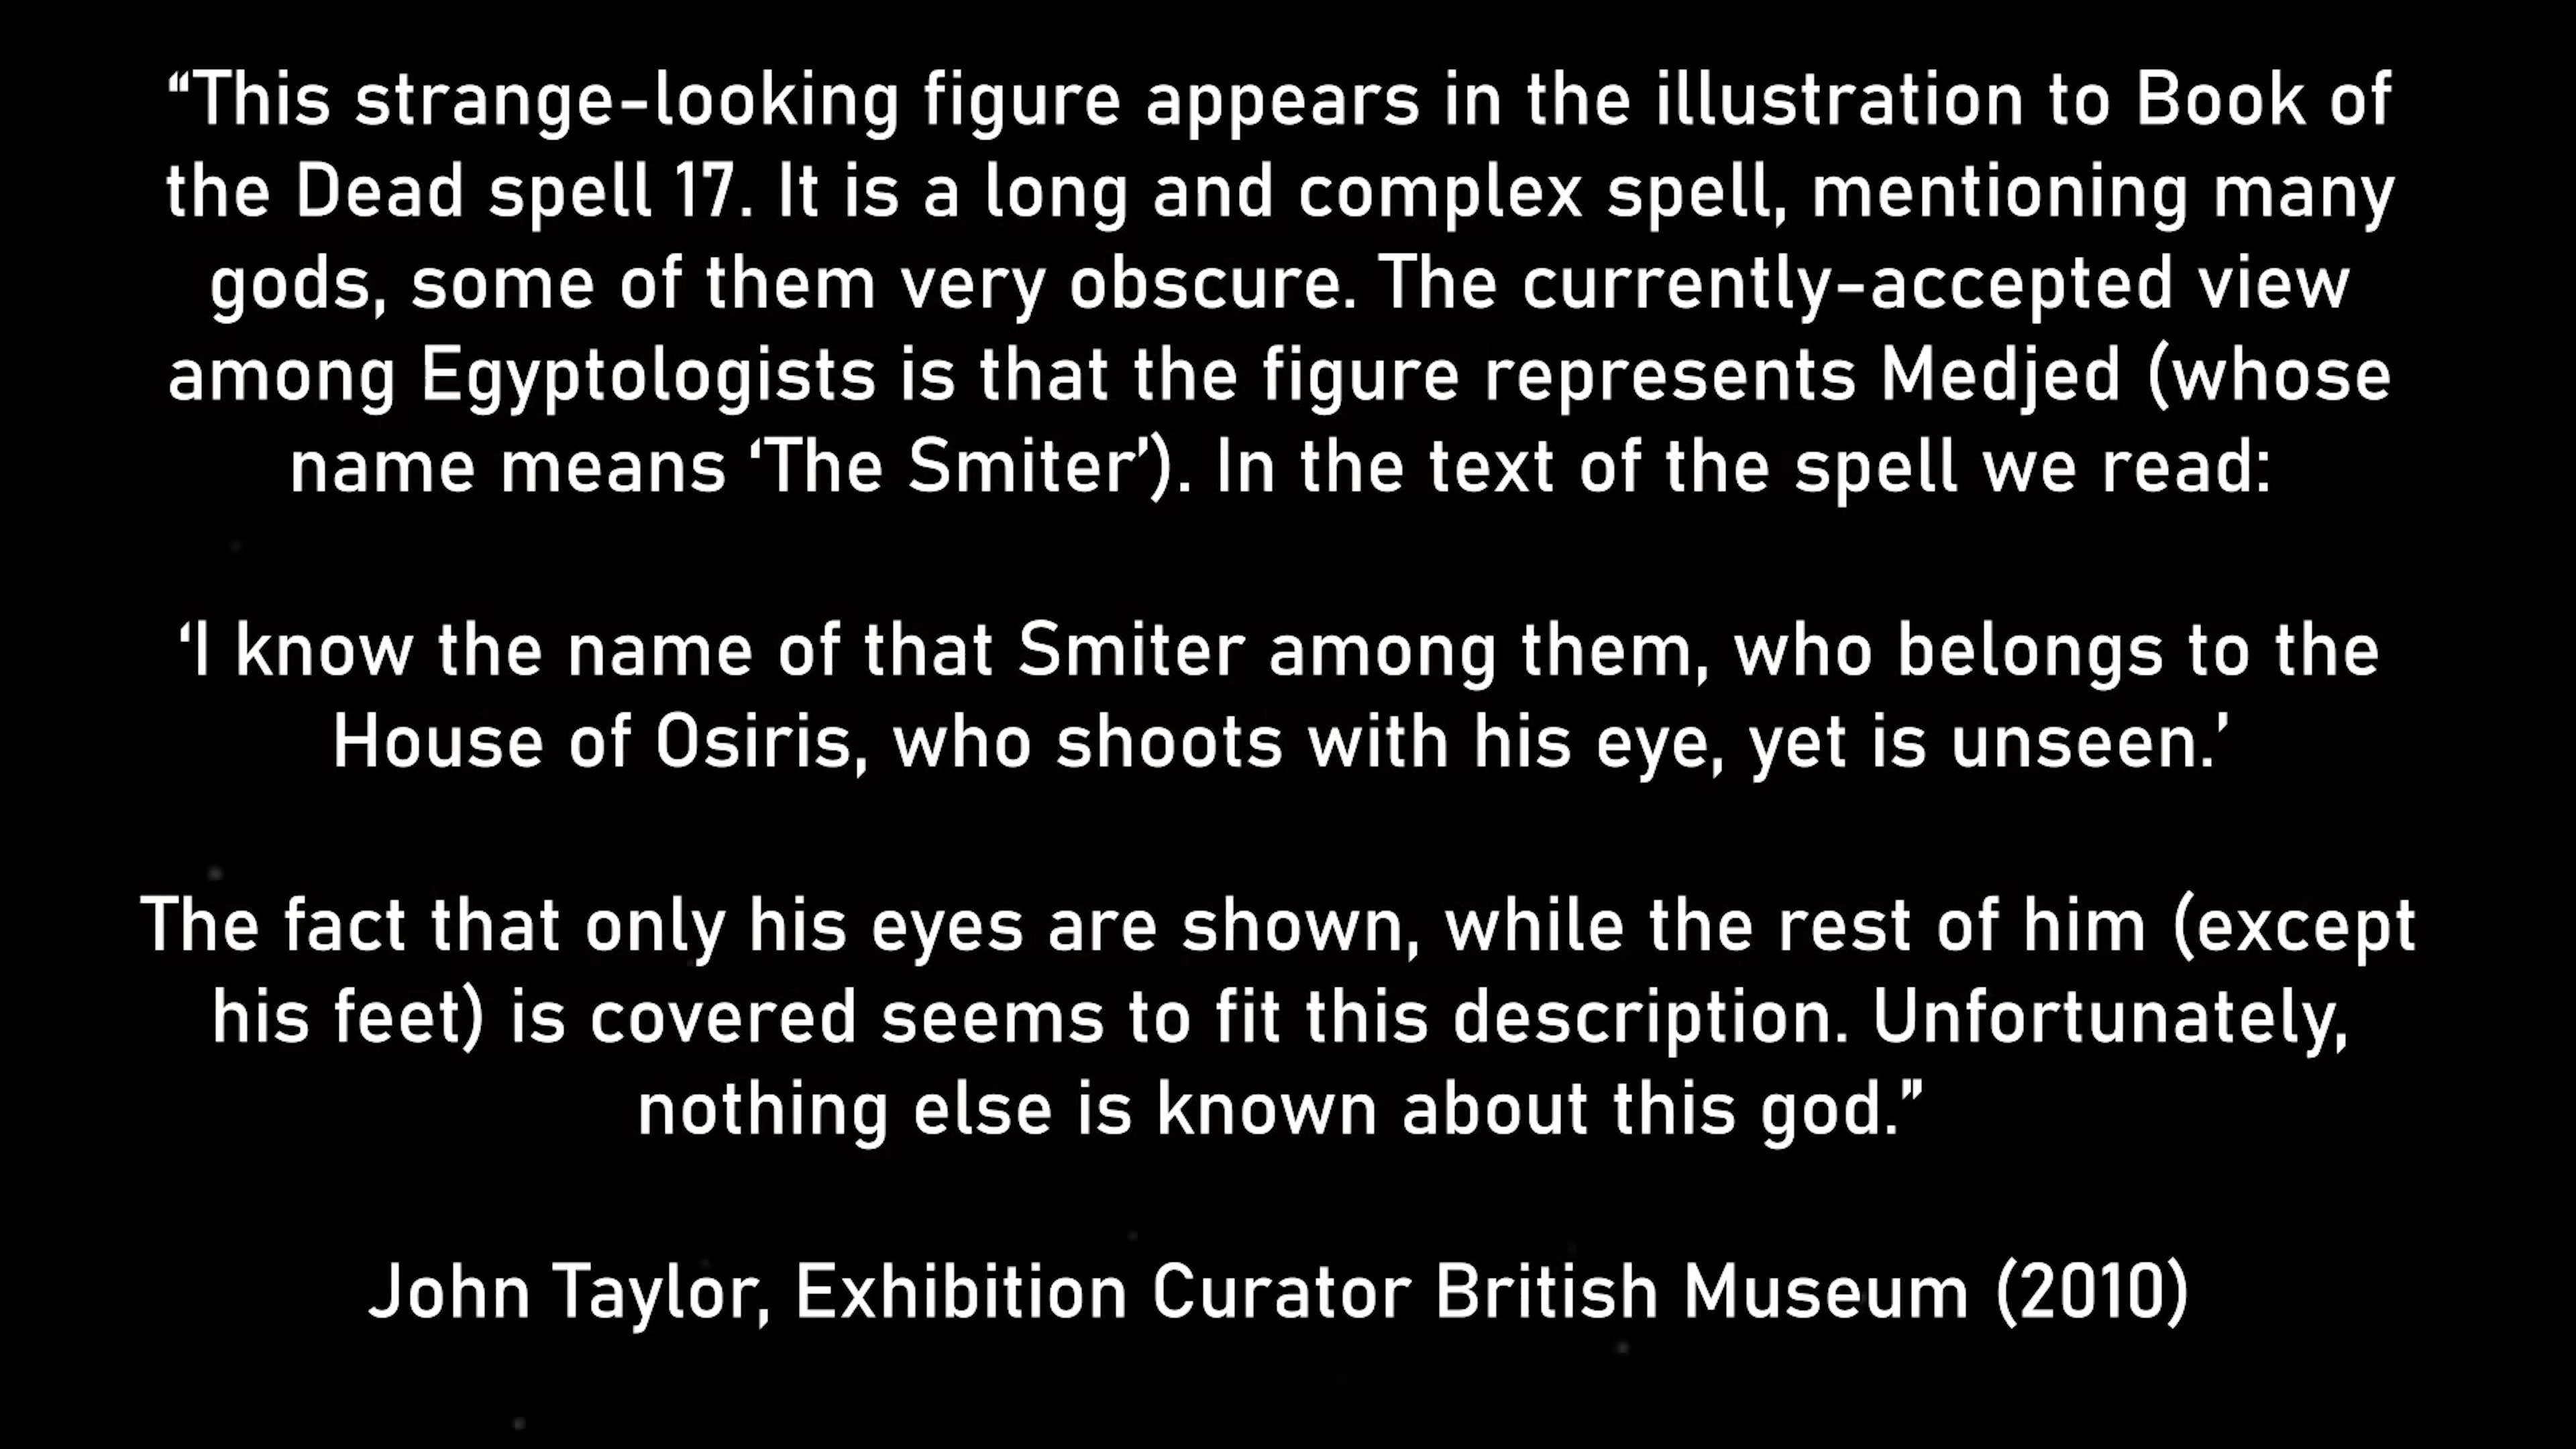 “This strange-looking figure appears in the illustration to Book of
the Dead spell 17. It is a long and complex spell, mentioning many
gods, some of them very obscure. The currently-accepted view
among Egyptologists is that the figure represents Medjed (whose
name means ‘The Smiter’). In the text of the spell we read:
‘I know the name of that Smiter among them, who belongs to the
House of Osiris, who shoots with his eye, yet is unseen.’
The fact that only his eyes are shown, while the rest of him (except
his feet) is covered seems to fit this description. Unfortunately,
nothing else is known about this god.”
John Taylor, Exhibition Curator British Museum (2010)